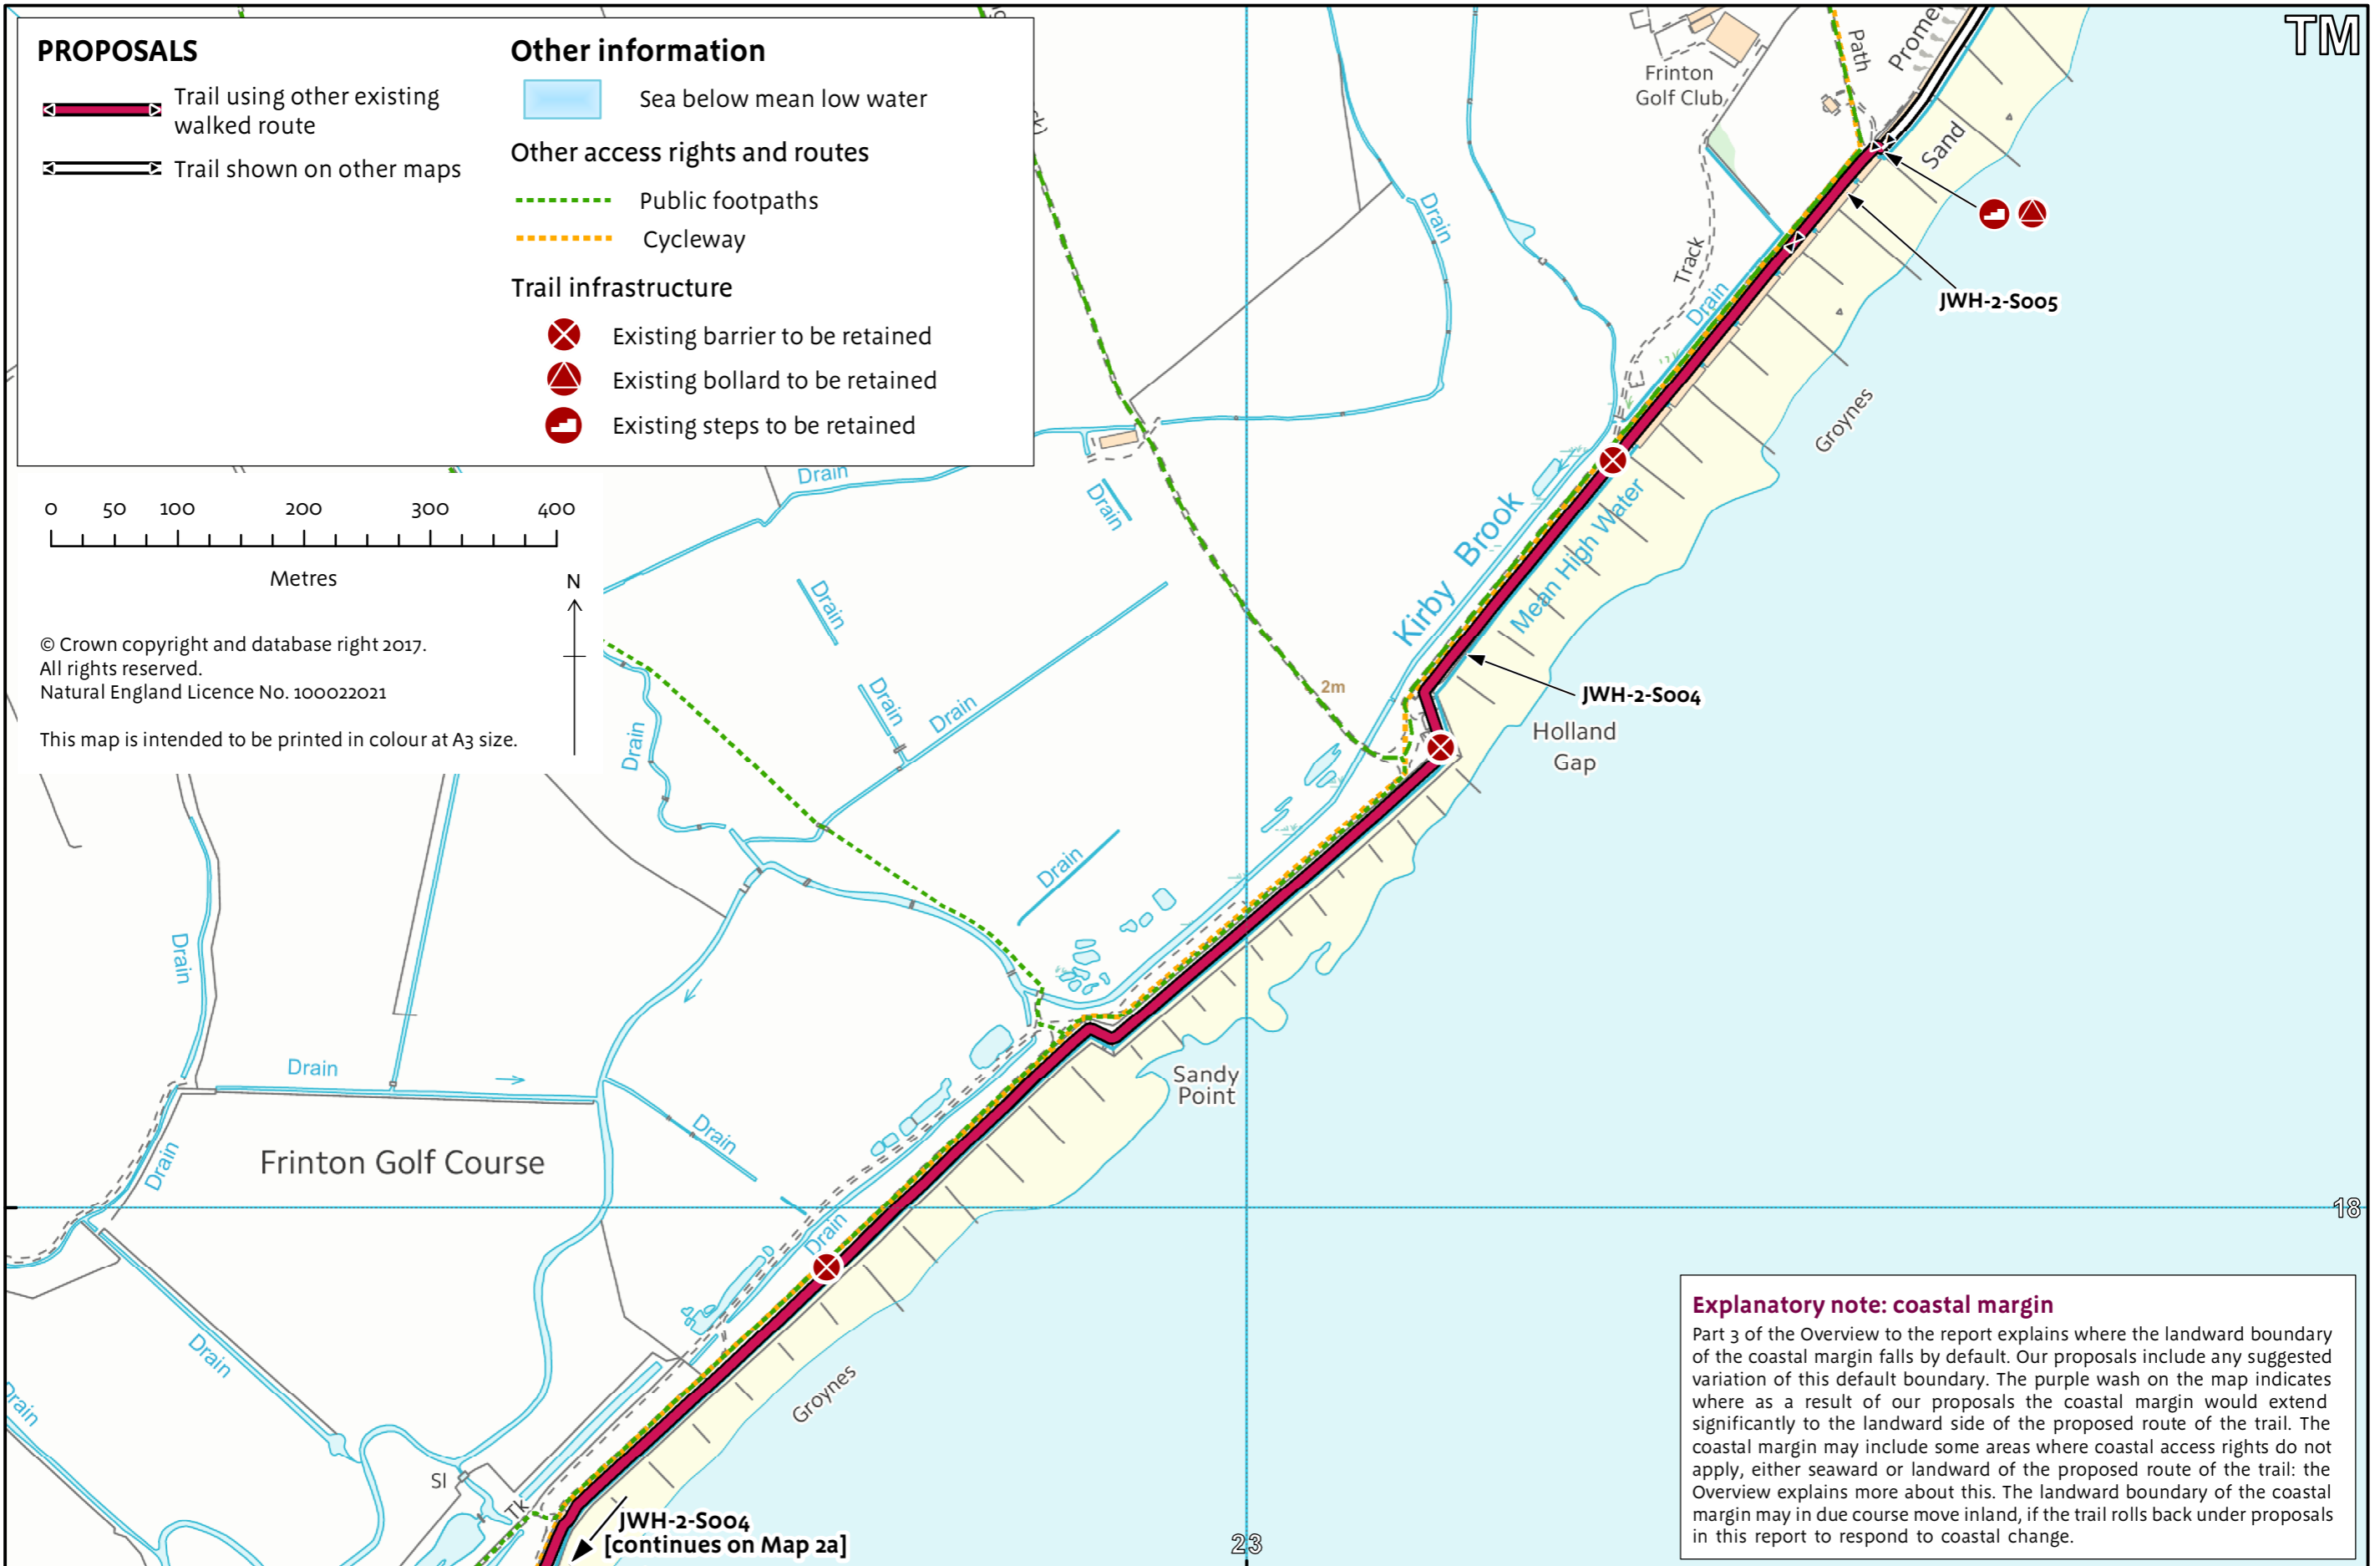 PROPOSALS
Trail using other existing
walked route
Trail shown on other maps
Other information
Sea below mean low water
Other access rights and routes
Public footpaths
Cycleway
Trail infrastructure
Existing barrier to be retained
Existing bollard to be retained
Existing steps to be retained
0 50 100 200 300 400
Metres
N
© Crown copyright and database right 2017.
All rights reserved.
Natural England Licence No. 100022021
This map is intended to be printed in colour at A3 size.
TM
Path
Frinton
Golf Club
Sand
Drain
Track
Drain
JWH-2-S005
Groynes
Drain
Drain
Kirby Brook
Mean High Water
Drain
2m
JWH-2-S004
Holland
Gap
Drain
Drain
Drain
Drain
Drain
Sandy
Point
Drain
Drain
Drain
Frinton Golf Course
Drain
18
Drain
Groynes
Drain
Sl
Tk
JWH-2-S004
[continues on Map 2a]
23
Explanatory note: coastal margin
Part 3 of the Overview to the report explains where the landward boundary
of the coastal margin falls by default. Our proposals include any suggested
variation of this default boundary. The purple wash on the map indicates
where as a result of our proposals the coastal margin would extend
significantly to the landward side of the proposed route of the trail. The
coastal margin may include some areas where coastal access rights do not
apply, either seaward or landward of the proposed route of the trail: the
Overview explains more about this. The landward boundary of the coastal
margin may in due course move inland, if the trail rolls back under proposals
in this report to respond to coastal change.